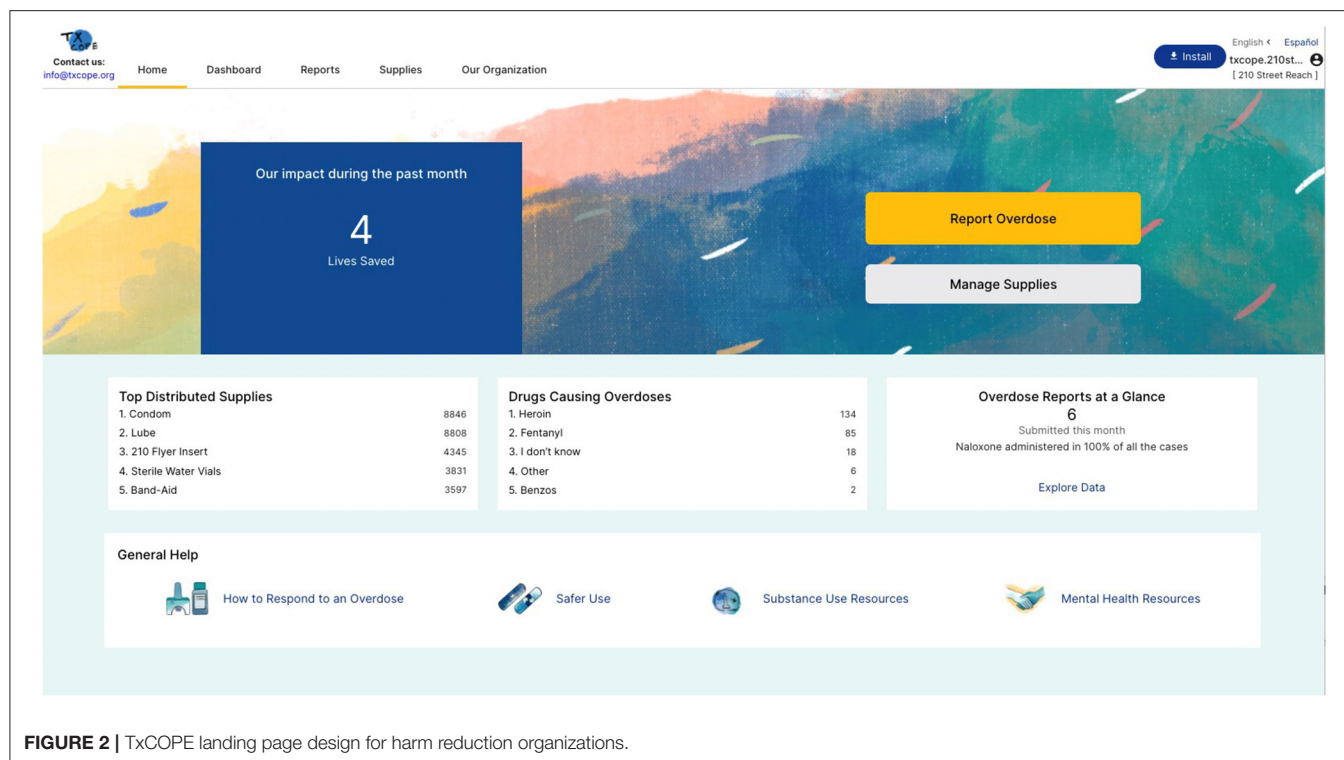 TX
COPE
Contact us:
info@txcope.org
Home Dashboard Reports Supplies Our Organization
Install
English < Español
txcope.210st...
[ 210 Street Reach ]
Our impact during the past month
4
Lives Saved
Report Overdose
Manage Supplies
Top Distributed Supplies
1. Condom 8846
2. Lube 8808
3. 210 Flyer Insert 4345
4. Sterile Water Vials 3831
5. Band-Aid 3597
Drugs Causing Overdoses
1. Heroin 134
2. Fentanyl 85
3. I don't know 18
4. Other 6
5. Benzos 2
Overdose Reports at a Glance
6
Submitted this month
Naloxone administered in 100% of all the cases
Explore Data
General Help
How to Respond to an Overdose Safer Use Substance Use Resources Mental Health Resources
FIGURE 2 | TxCOPE landing page design for harm reduction organizations.